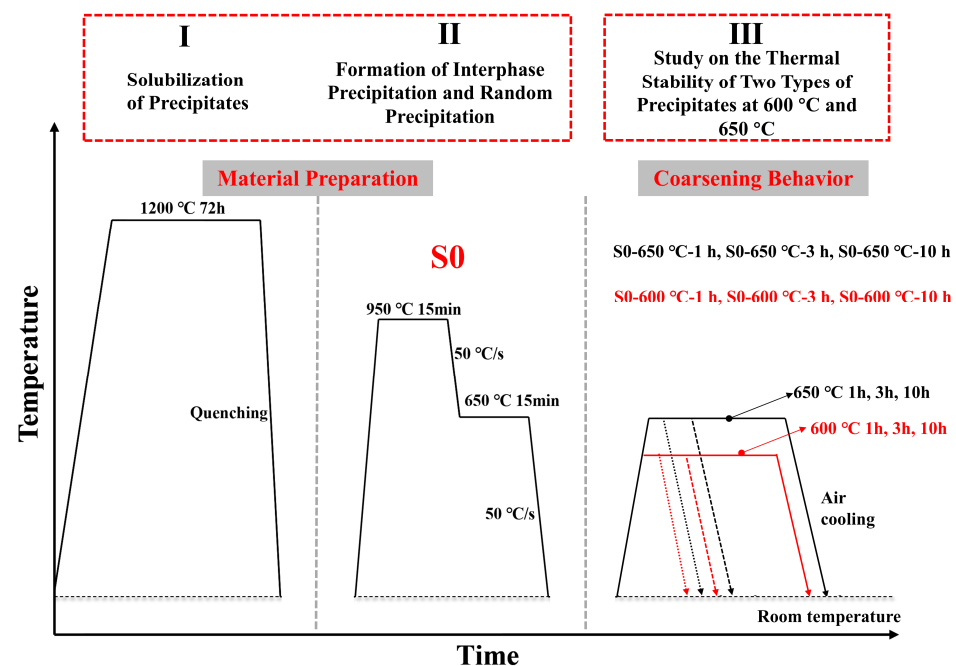 I
Solubilization
of Precipitates
II
Formation of Interphase
Precipitation and Random
Precipitation
III
Study on the Thermal
Stability of Two Types of
Precipitates at 600 ℃ and
650 ℃
Material Preparation
Coarsening Behavior
1200 ℃ 72h
Quenching
S0
950 ℃ 15min
50 ℃/s
650 ℃ 15min
50 ℃/s
S0-650 ℃-1 h, S0-650 ℃-3 h, S0-650 ℃-10 h
S0-600 ℃-1 h, S0-600 ℃-3 h, S0-600 ℃-10 h
650 ℃ 1h, 3h, 10h
600 ℃ 1h, 3h, 10h
Air
cooling
Room temperature
Temperature
Time